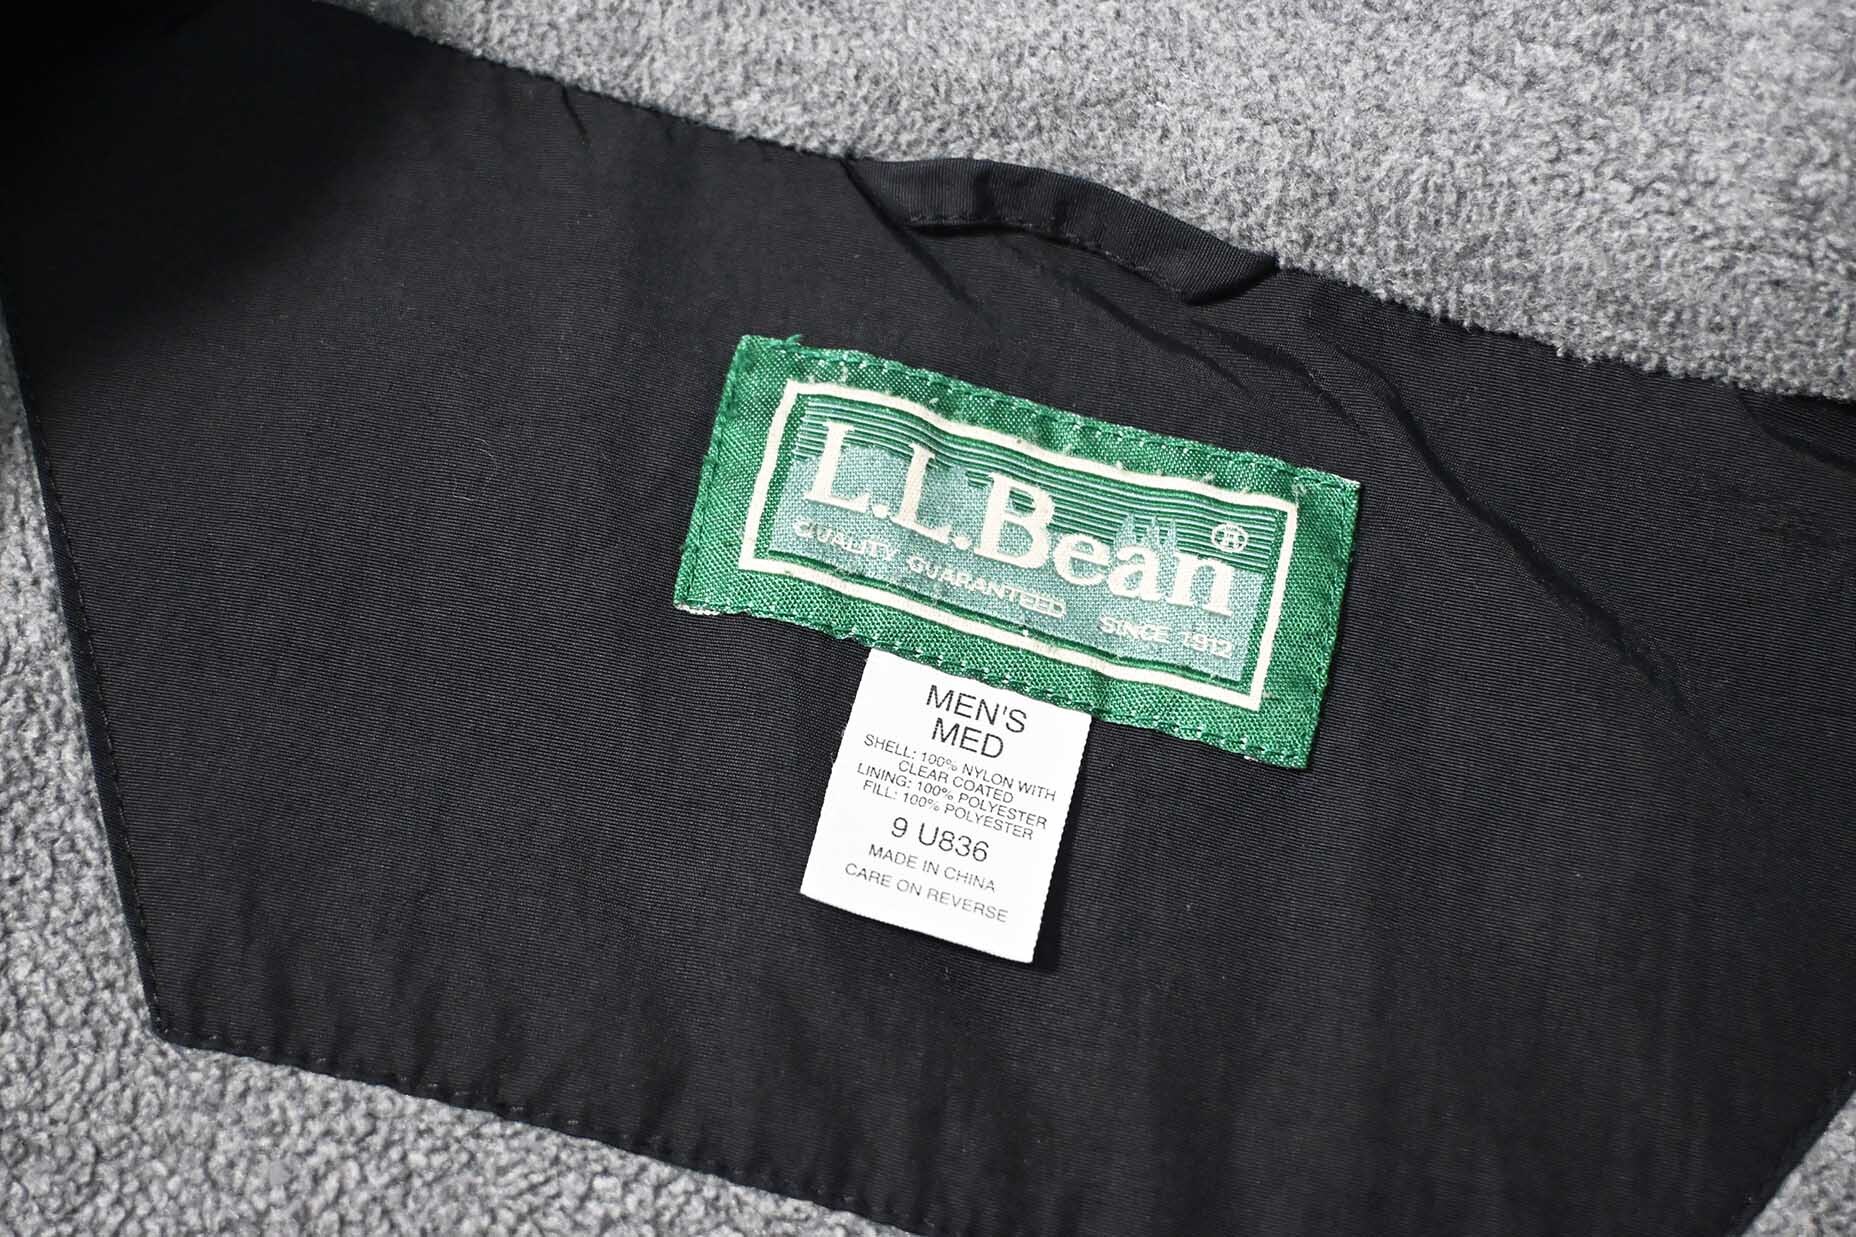 L.L.Bean®
QUALITY GUARANTEED SINCE 1912
MEN'S
MED
SHELL: 100% NYLON WITH
CLEAR COATED
LINING: 100% POLYESTER
FILL: 100% POLYESTER
9 U836
MADE IN CHINA
CARE ON REVERSE